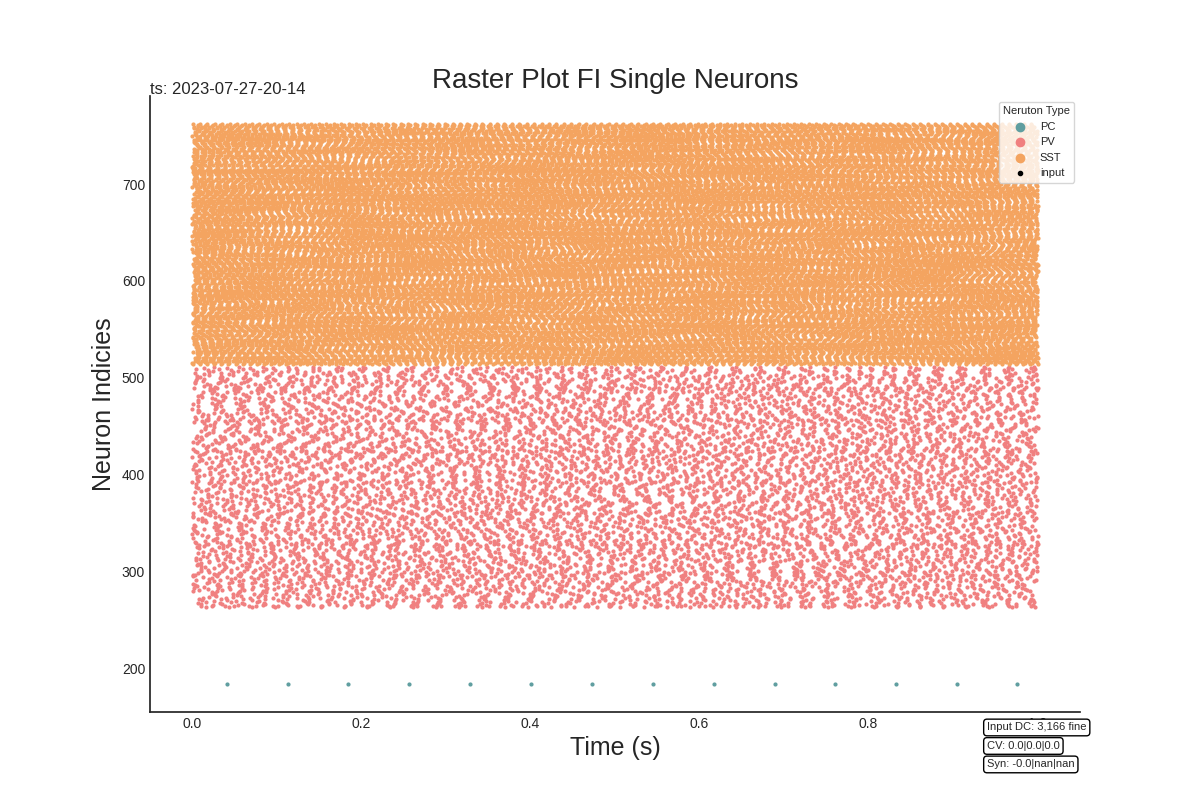 Raster Plot FI Single Neurons
ts: 2023-07-27-20-14
Neruton Type
PC
PV
SST
input
700
600
500
400
300
200
Neuron Indicies
0.0
0.2
0.4
0.6
0.8
Time (s)
Input DC: 3,166 fine
CV: 0.0|0.0|0.0
Syn: -0.0|nan|nan